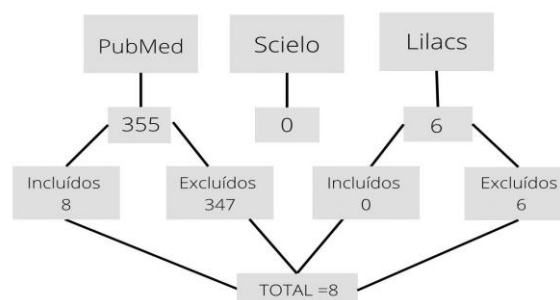 PubMed
Scielo
Lilacs
355
0
6
Incluídos
8
Excluídos
347
Incluídos
0
Excluídos
6
TOTAL =8